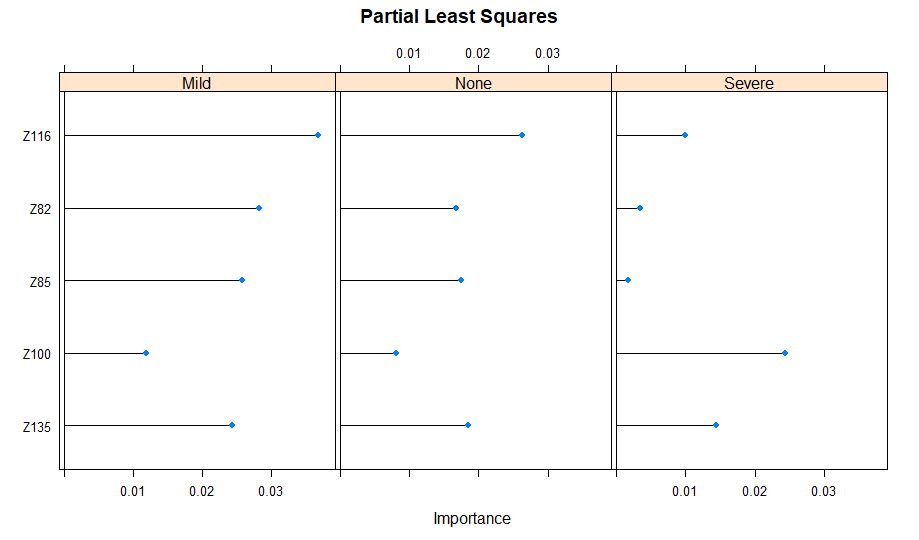 Partial Least Squares
0.01 0.02 0.03
Mild None Severe
Z116
Z82
Z85
Z100
Z135
0.01 0.02 0.03 0.01 0.02 0.03
Importance